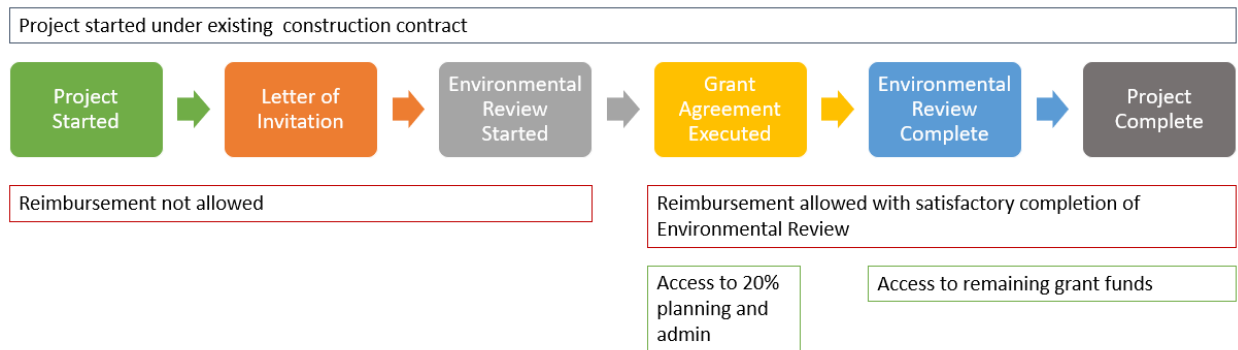 Project started under existing  construction contract
Project
Started
Letter of
Invitation
Environmental
Review
Started
Grant
Agreement
Executed
Environmental
Review
Complete
Project
Complete
Reimbursement not allowed
Reimbursement allowed with satisfactory completion of
Environmental Review
Access to 20%
planning and
admin
Access to remaining grant funds